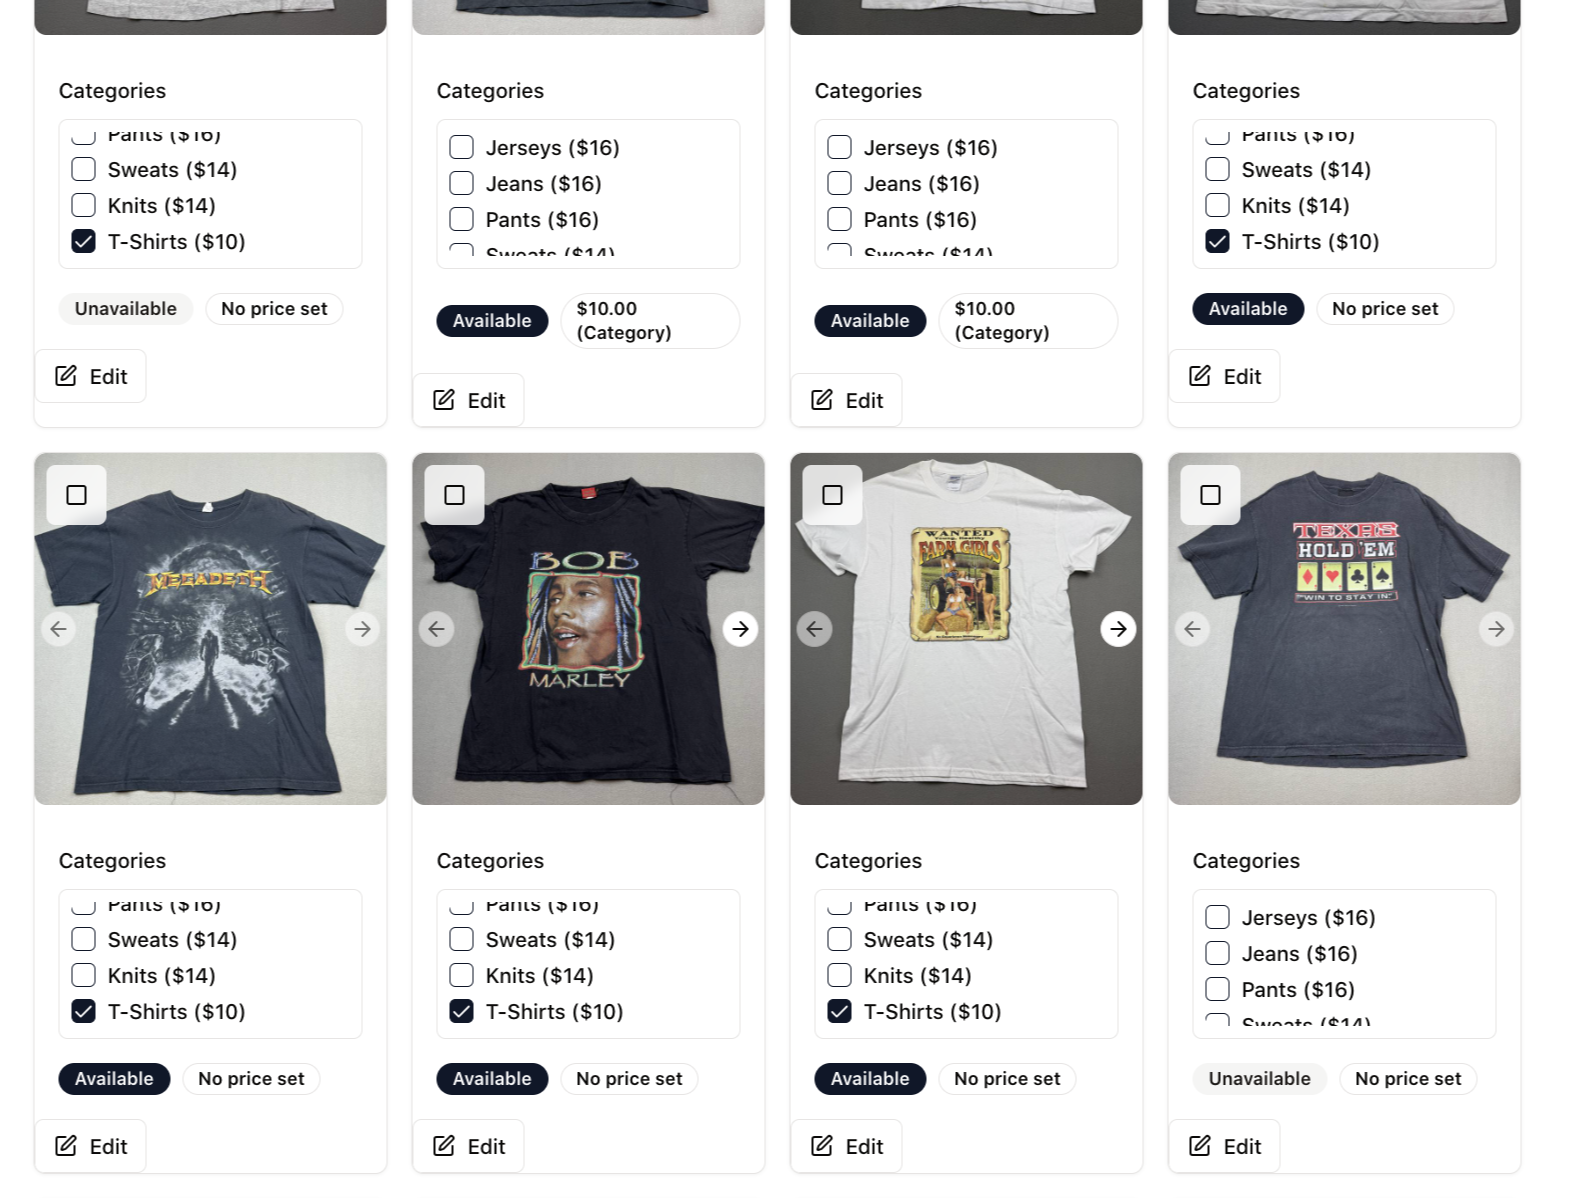 Categories
Pants ($16)
Sweats ($14)
Knits ($14)
T-Shirts ($10)
Unavailable
No price set
Edit
Categories
Jerseys ($16)
Jeans ($16)
Pants ($16)
Sweats ($14)
Available
$10.00
(Category)
Edit
Categories
Jerseys ($16)
Jeans ($16)
Pants ($16)
Sweats ($14)
Available
$10.00
(Category)
Edit
Categories
Pants ($16)
Sweats ($14)
Knits ($14)
T-Shirts ($10)
Available
No price set
Edit
MEGADETH
Categories
Pants ($16)
Sweats ($14)
Knits ($14)
T-Shirts ($10)
Available
No price set
Edit
BOB
MARLEY
Categories
Pants ($16)
Sweats ($14)
Knits ($14)
T-Shirts ($10)
Available
No price set
Edit
WANTED
FARM GIRLS
Categories
Pants ($16)
Sweats ($14)
Knits ($14)
T-Shirts ($10)
Available
No price set
Edit
TEXAS
HOLD 'EM
"WIN TO STAY IN."
Categories
Jerseys ($16)
Jeans ($16)
Pants ($16)
Sweats ($14)
Unavailable
No price set
Edit